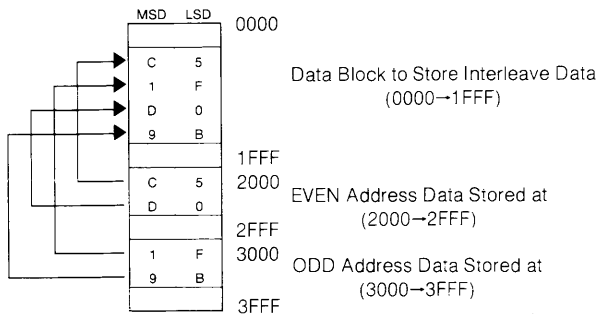 MSD LSD
0000
C 5
1 F
D 0
9 B
Data Block to Store Interleave Data
(0000→1FFF)
1FFF
C 5 2000
D 0
EVEN Address Data Stored at
(2000→2FFF)
2FFF
1 F 3000
9 B
ODD Address Data Stored at
(3000→3FFF)
3FFF